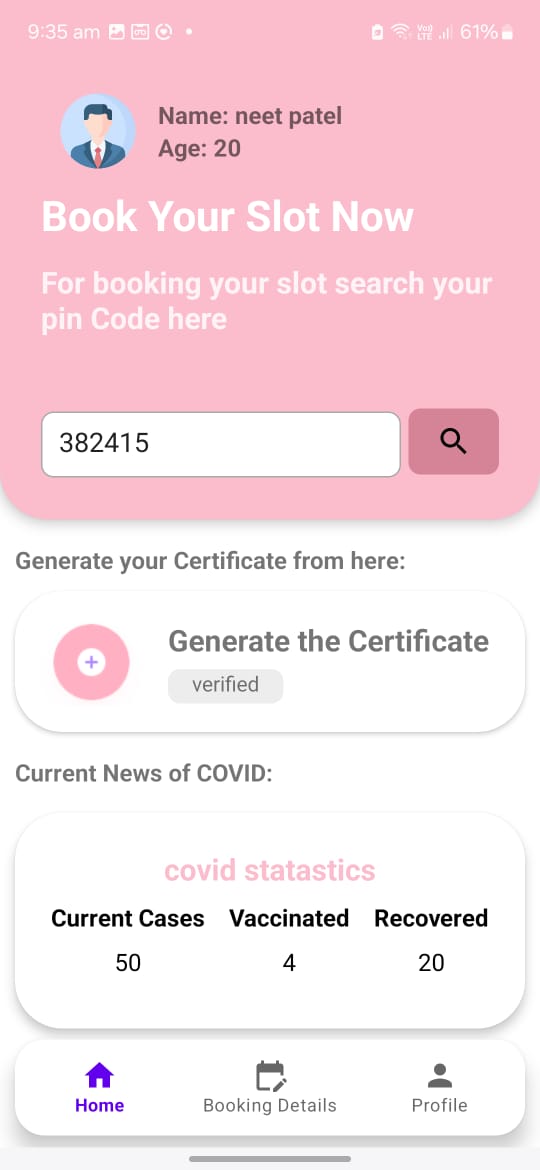 9:35 am
Vo))
LTE
61%
Name: neet patel
Age: 20
Book Your Slot Now
For booking your slot search your
pin Code here
382415
Generate your Certificate from here:
Generate the Certificate
verified
Current News of COVID:
covid statastics
Current Cases Vaccinated Recovered
50 4 20
Home Booking Details Profile